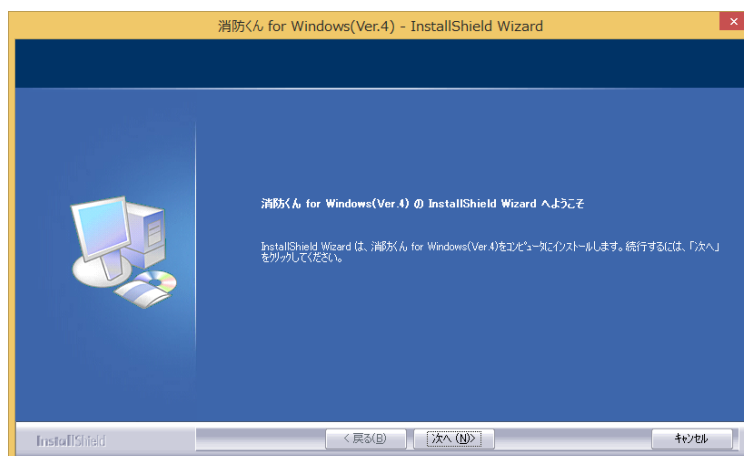 消防くん for Windows(Ver.4) - InstallShield Wizard
消防くん for Windows(Ver.4) の InstallShield Wizard へようこそ
InstallShield Wizard は、消防くん for Windows(Ver.4)をコンピュータにインストールします。続行するには、「次へ」
をクリックしてください。
InstallShield
< 戻る(B)
次へ (N)>
キャンセル